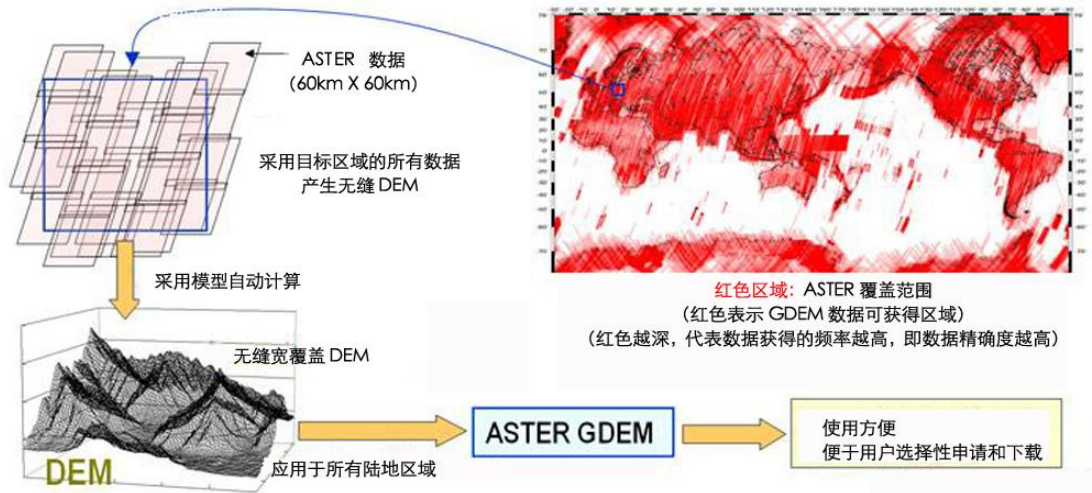 ASTER 数据
(60km X 60km)
采用目标区域的所有数据
产生无缝 DEM
采用模型自动计算
红色区域: ASTER 覆盖范围
(红色表示 GDEM 数据可获得区域)
(红色越深, 代表数据获得的频率越高, 即数据精确度越高)
无缝宽覆盖 DEM
DEM
应用于所有陆地区域
ASTER GDEM
使用方便
便于用户选择性申请和下载